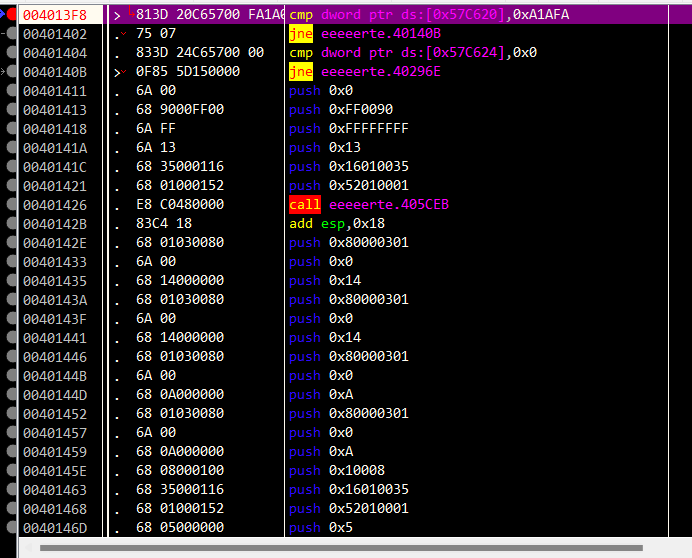 004013F8 > 813D 20C65700 FA1A0 cmp dword ptr ds:[0x57C620],0xA1AFA
00401402 . 75 07 jne eeeeerte.40140B
00401404 . 833D 24C65700 00 cmp dword ptr ds:[0x57C624],0x0
0040140B > 0F85 5D150000 jne eeeeerte.40296E
00401411 . 6A 00 push 0x0
00401413 . 68 9000FF00 push 0xFF0090
00401418 . 6A FF push 0xFFFFFFFF
0040141A . 6A 13 push 0x13
0040141C . 68 35000116 push 0x16010035
00401421 . 68 01000152 push 0x52010001
00401426 . E8 C0480000 call eeeeerte.405CEB
0040142B . 83C4 18 add esp,0x18
0040142E . 68 01030080 push 0x80000301
00401433 . 6A 00 push 0x0
00401435 . 68 14000000 push 0x14
0040143A . 68 01030080 push 0x80000301
0040143F . 6A 00 push 0x0
00401441 . 68 14000000 push 0x14
00401446 . 68 01030080 push 0x80000301
0040144B . 6A 00 push 0x0
0040144D . 68 0A000000 push 0xA
00401452 . 68 01030080 push 0x80000301
00401457 . 6A 00 push 0x0
00401459 . 68 0A000000 push 0xA
0040145E . 68 08000100 push 0x10008
00401463 . 68 35000116 push 0x16010035
00401468 . 68 01000152 push 0x52010001
0040146D . 68 05000000 push 0x5